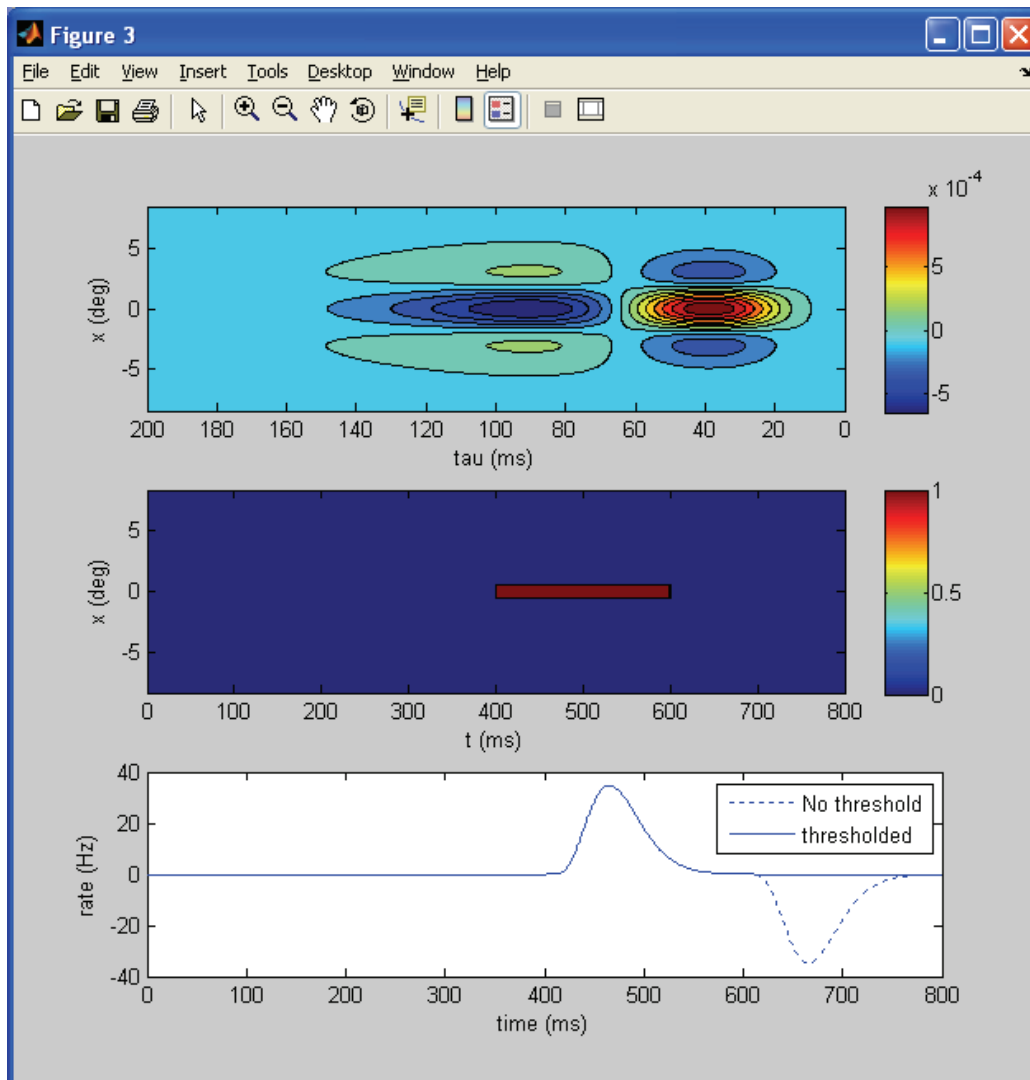 Figure 3
File Edit View Insert Tools Desktop Window Help
x 10^-4
5
0
-5
x (deg)
200 180 160 140 120 100 80 60 40 20 0
tau (ms)
5
0
-5
5
0
-5
x (deg)
0 100 200 300 400 500 600 700 800
t (ms)
1
0.5
0
40
20
0
-20
-40
rate (Hz)
No threshold
thresholded
0 100 200 300 400 500 600 700 800
time (ms)